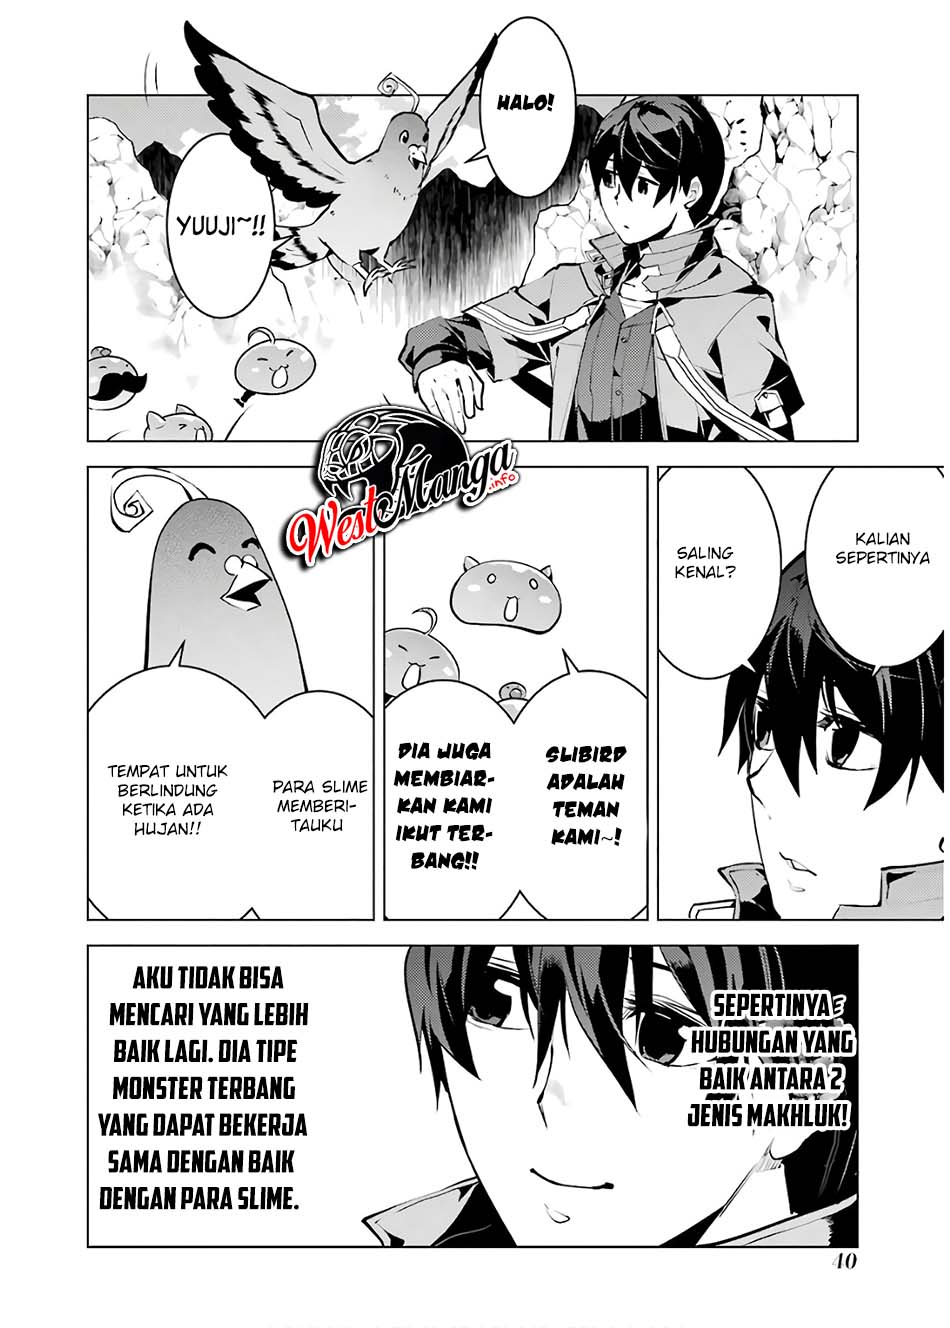 HALO!
YUUJI~!!
KALIAN
SEPERTINYA
SALING
KENAL?
SLIBIRD
ADALAH
TEMAN
KAMI~!
DIA JUGA
MEMBIAR-
KAN KAMI
IKUT TER-
BANG!!
PARA SLIME
MEMBERI-
TAUKU
TEMPAT UNTUK
BERLINDUNG
KETIKA ADA
HUJAN!!
WestManga
.info
SEPERTINYA
HUBUNGAN YANG
BAIK ANTARA 2
JENIS MAKHLUK!
AKU TIDAK BISA
MENCARI YANG LEBIH
BAIK LAGI. DIA TIPE
MONSTER TERBANG
YANG DAPAT BEKERJA
SAMA DENGAN BAIK
DENGAN PARA SLIME.
40